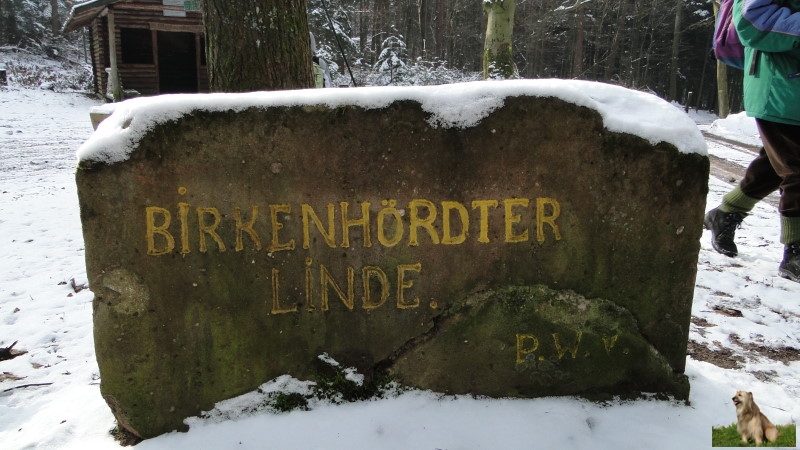 BiRKENHÖRDTER
LiNDE.
P.W.V.